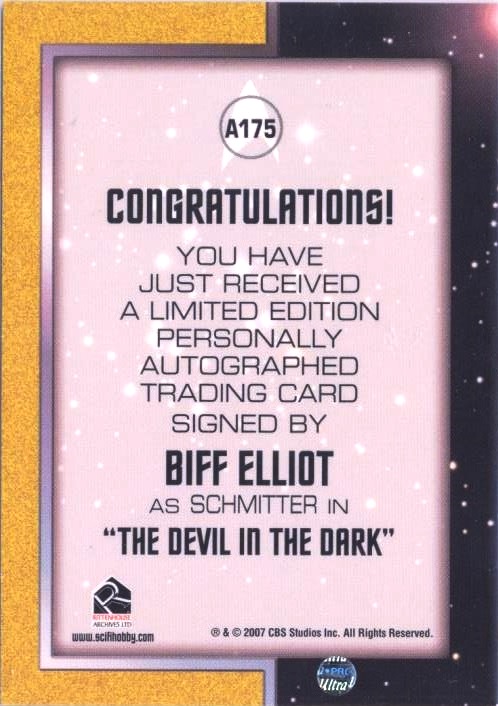 A175
CONGRATULATIONS!
YOU HAVE
JUST RECEIVED
A LIMITED EDITION
PERSONALLY
AUTOGRAPHED
TRADING CARD
SIGNED BY
BIFF ELLIOT
AS SCHMITTER IN
"THE DEVIL IN THE DARK"
RITTENHOUSE
ARCHIVES LTD
www.scifihobby.com
® & © 2007 CBS Studios Inc. All Rights Reserved.
PRO
Ultra